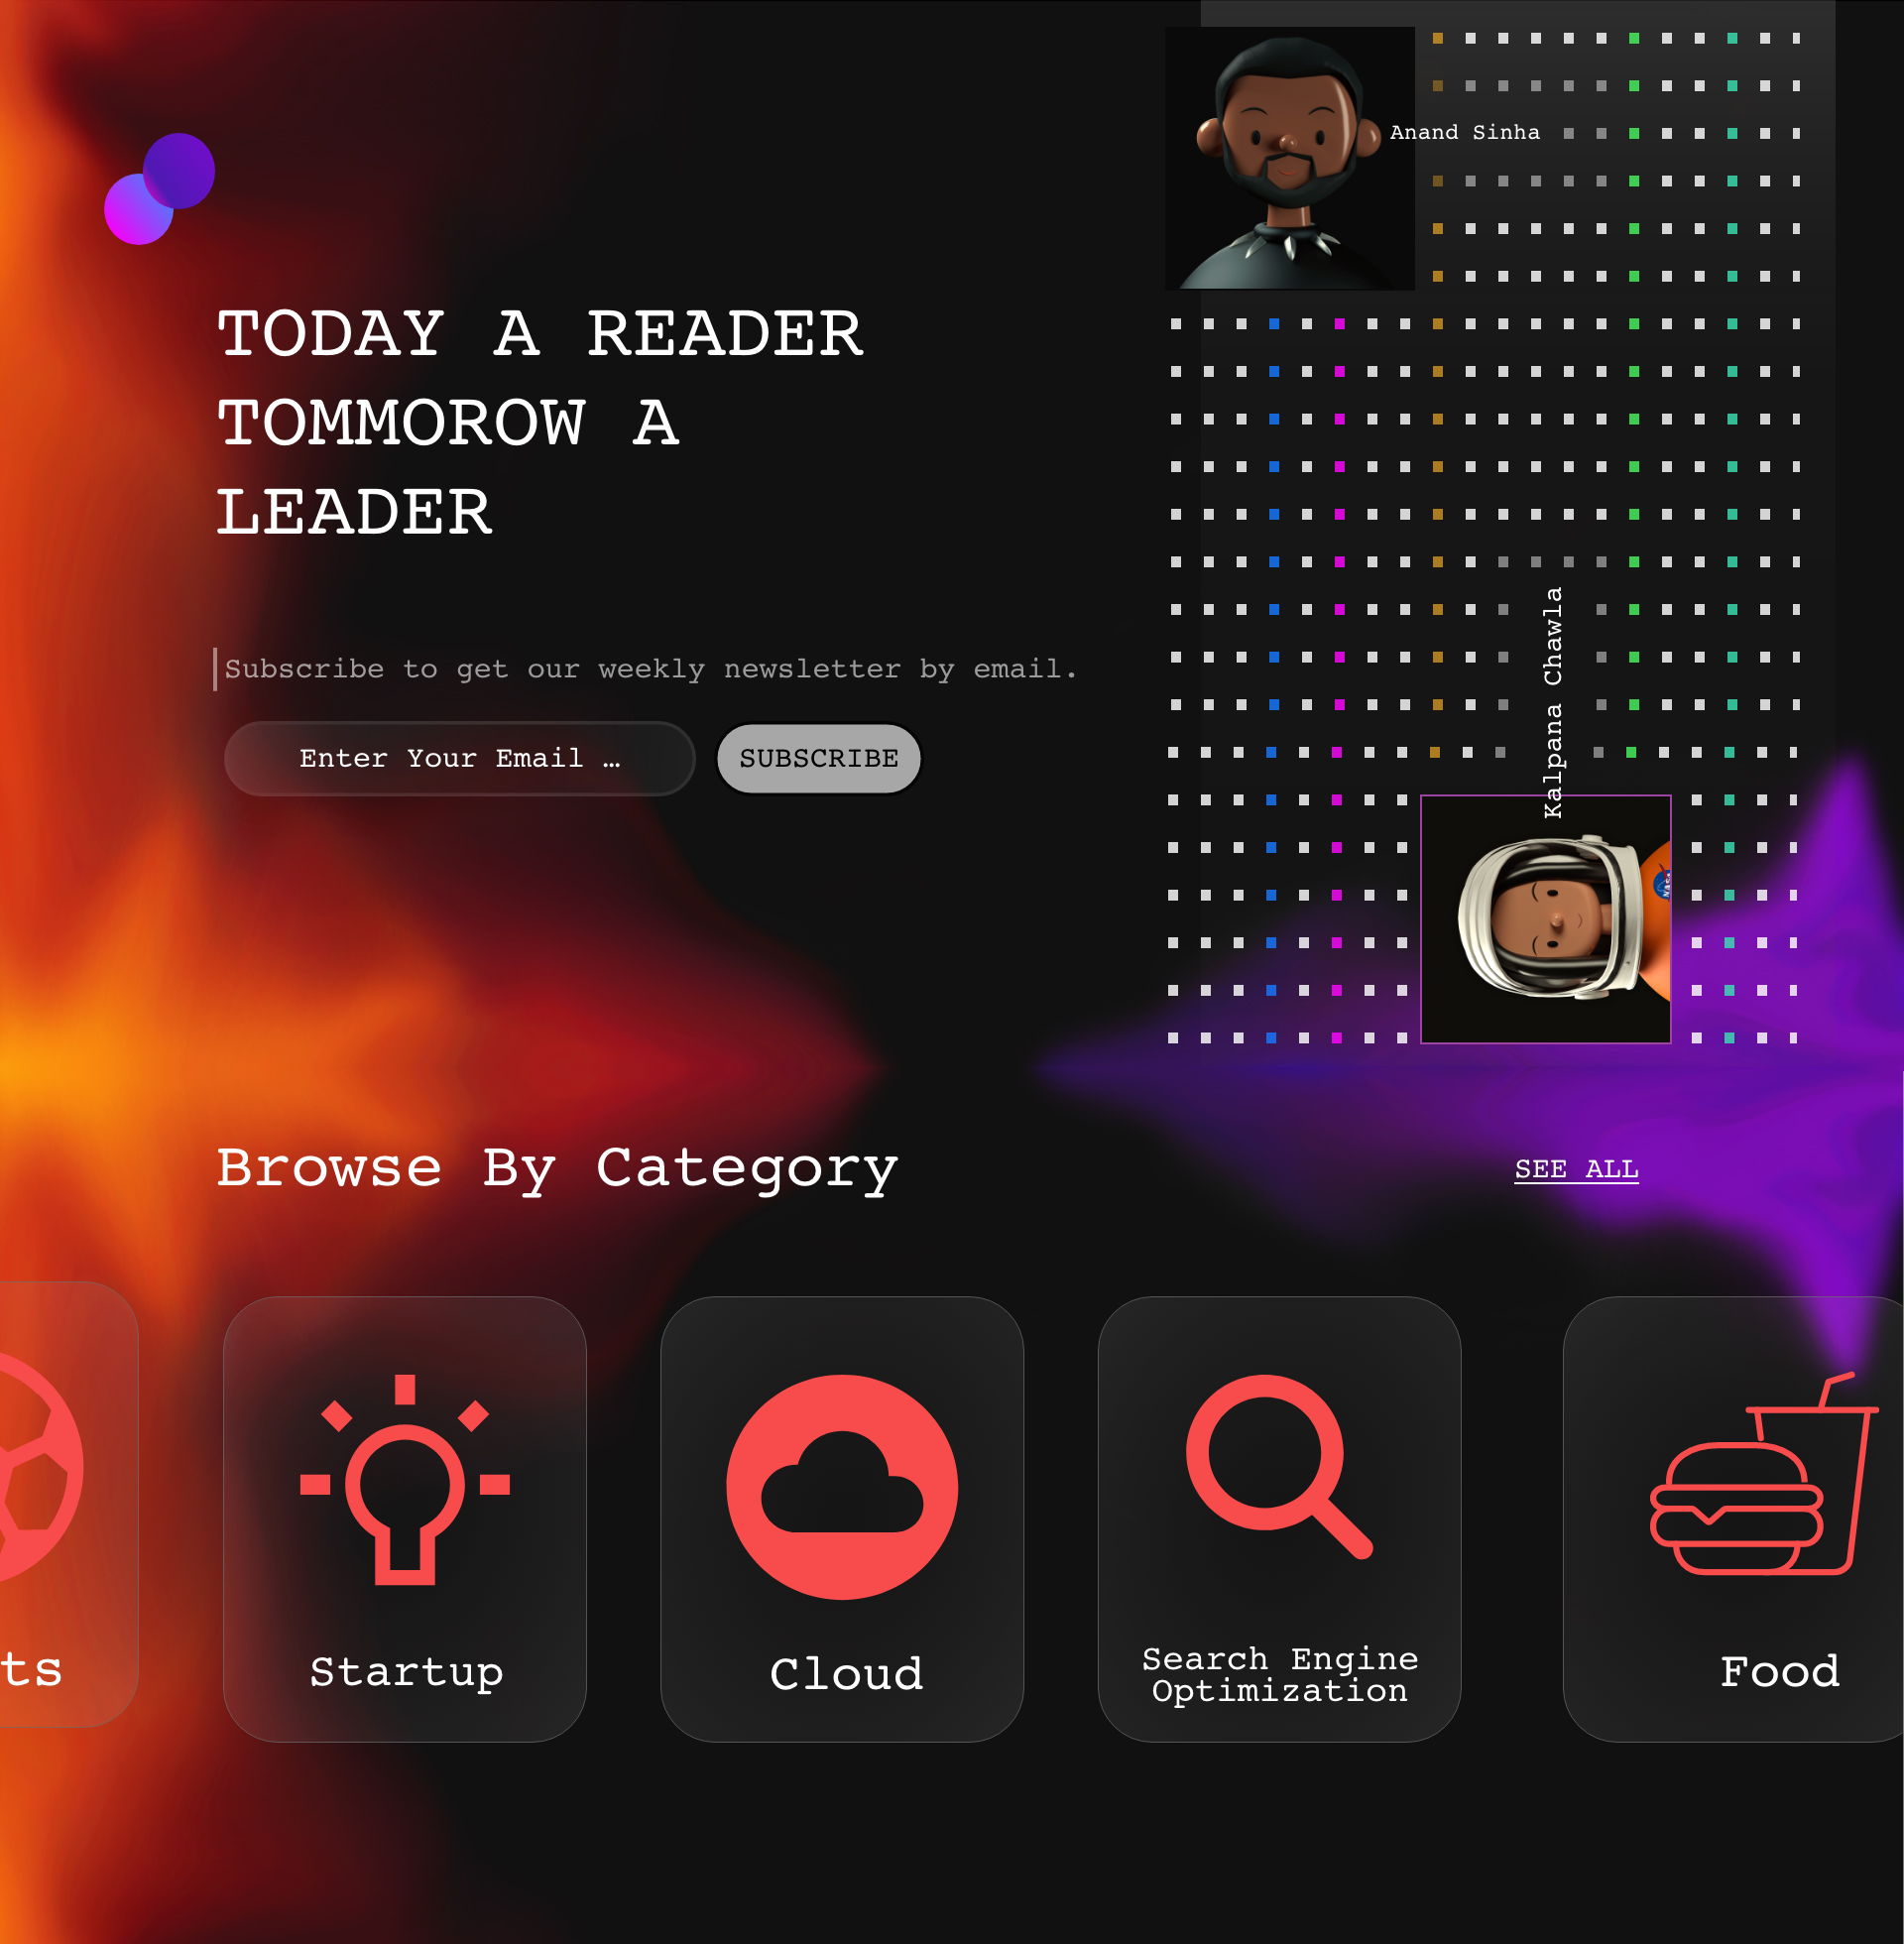 Anand Sinha
TODAY A READER
TOMMOROW A
LEADER
Subscribe to get our weekly newsletter by email.
Enter Your Email …
SUBSCRIBE
Kalpana Chawla
NASA
Browse By Category
SEE ALL
ts
Startup
Cloud
Search Engine
Optimization
Food